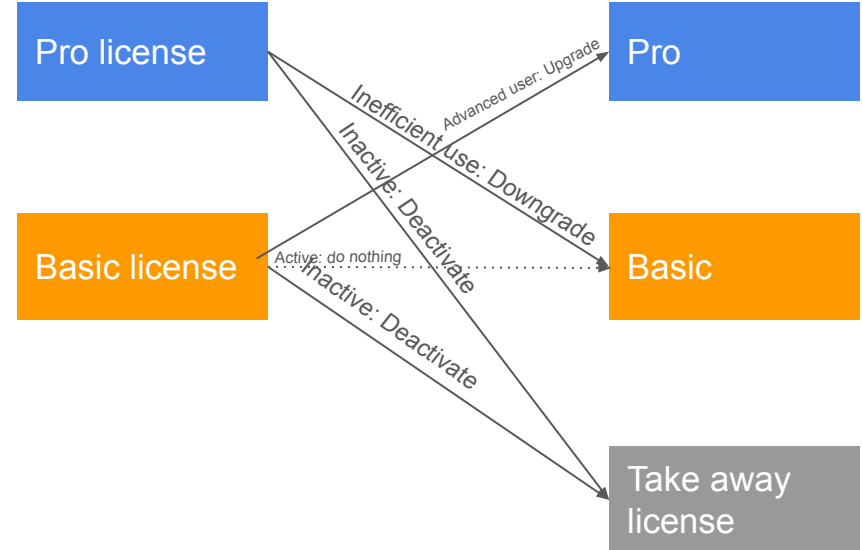 Pro license
Pro
Advanced user: Upgrade
Inefficient use: Downgrade
Inactive: Deactivate
Basic license
Active: do nothing
Basic
Inactive: Deactivate
Take away
license